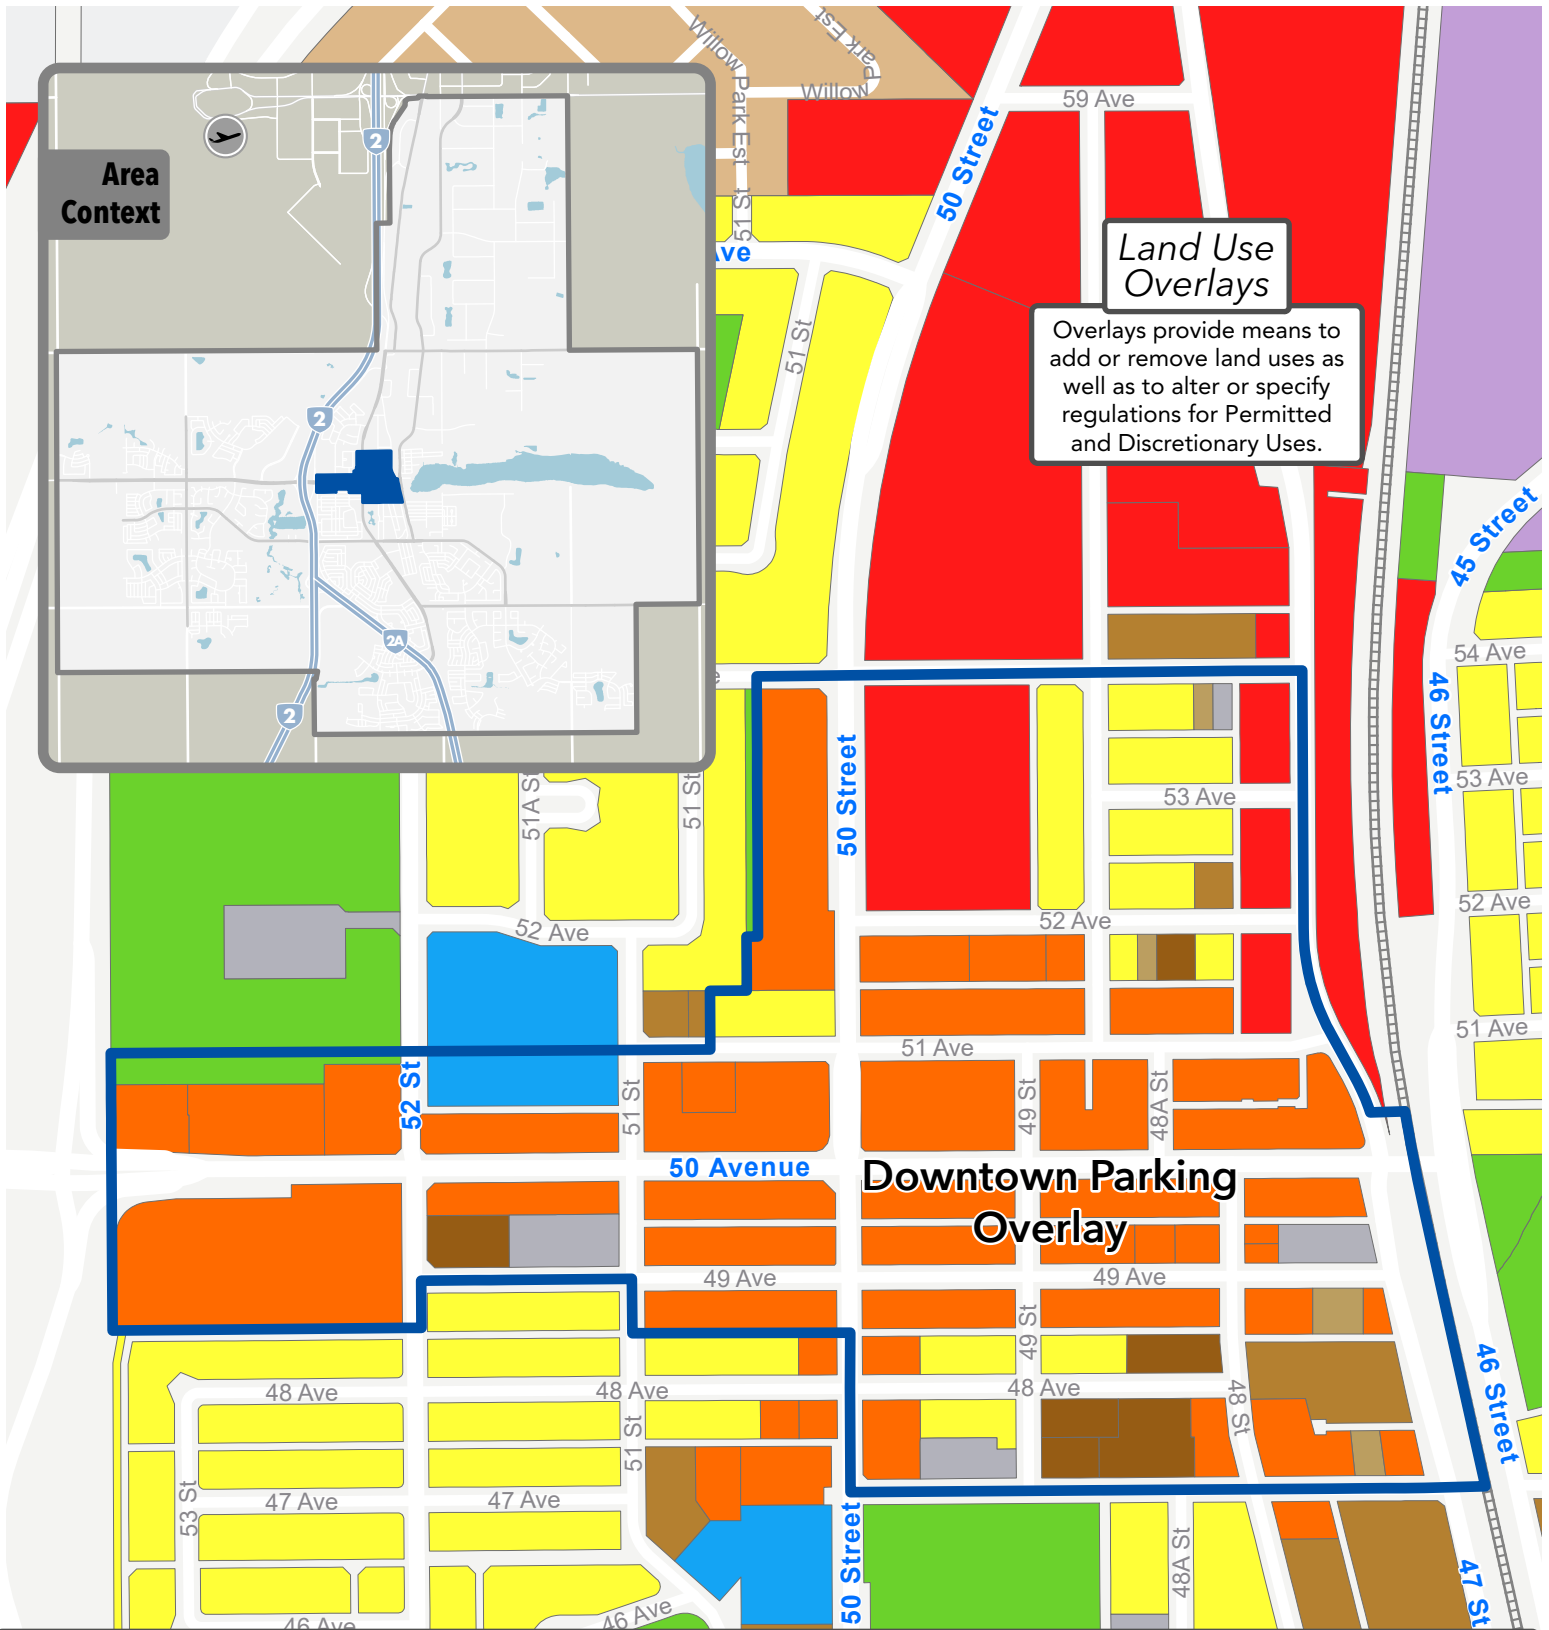 Willow Park Est
Park Est
Willow
59 Ave
50 Street
Area
Context
2
51 St
Ave
Land Use
Overlays
Overlays provide means to
add or remove land uses as
well as to alter or specify
regulations for Permitted
and Discretionary Uses.
51 St
2
45 Street
2A
54 Ave
46 Street
2
50 Street
53 Ave
53 Ave
51A St
51 St
52 Ave
52 Ave
52 Ave
51 Ave
51 Ave
52 St
51 St
49 St
48A St
50 Avenue
Downtown Parking
Overlay
49 Ave
49 Ave
49 St
46 Street
48 Ave
48 Ave
48 Ave
48 St
51 St
53 St
47 Ave
47 Ave
50 Street
48A St
47 St
46 Ave
46 Ave